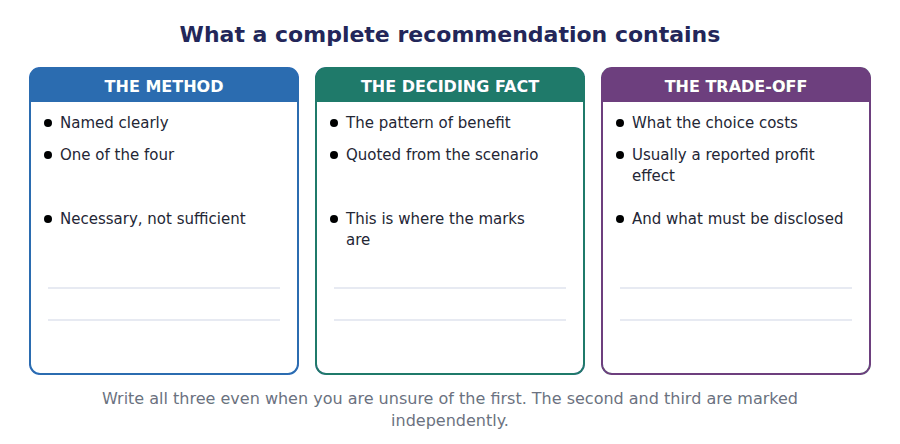 What a complete recommendation contains
THE METHOD
Named clearly
One of the four
Necessary, not sufficient
THE DECIDING FACT
The pattern of benefit
Quoted from the scenario
This is where the marks
are
THE TRADE-OFF
What the choice costs
Usually a reported profit
effect
And what must be disclosed
Write all three even when you are unsure of the first. The second and third are marked
independently.